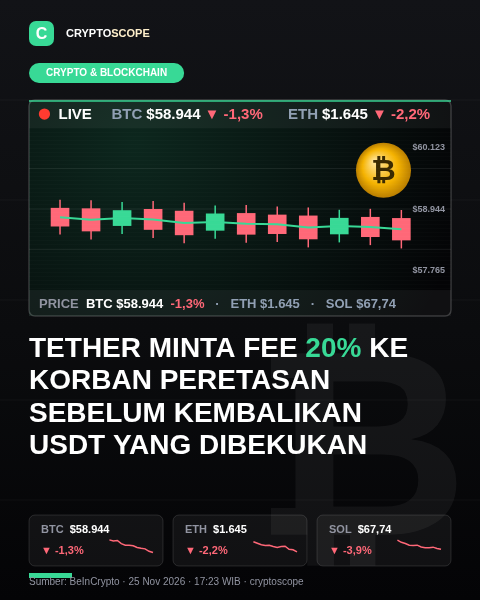 C CRYPTOSCOPE
CRYPTO & BLOCKCHAIN
LIVE BTC $58.944 ▼ -1,3% ETH $1.645 ▼ -2,2%
$60.123
$58.944
$57.765
PRICE BTC $58.944 -1,3% · ETH $1.645 · SOL $67,74
TETHER MINTA FEE 20% KE
KORBAN PERETASAN
SEBELUM KEMBALIKAN
USDT YANG DIBEKUKAN
BTC $58.944 ETH $1.645 SOL $67,74
▼ -1,3% ▼ -2,2% ▼ -3,9%
Sumber: BeInCrypto · 25 Nov 2026 · 17:23 WIB · cryptoscope